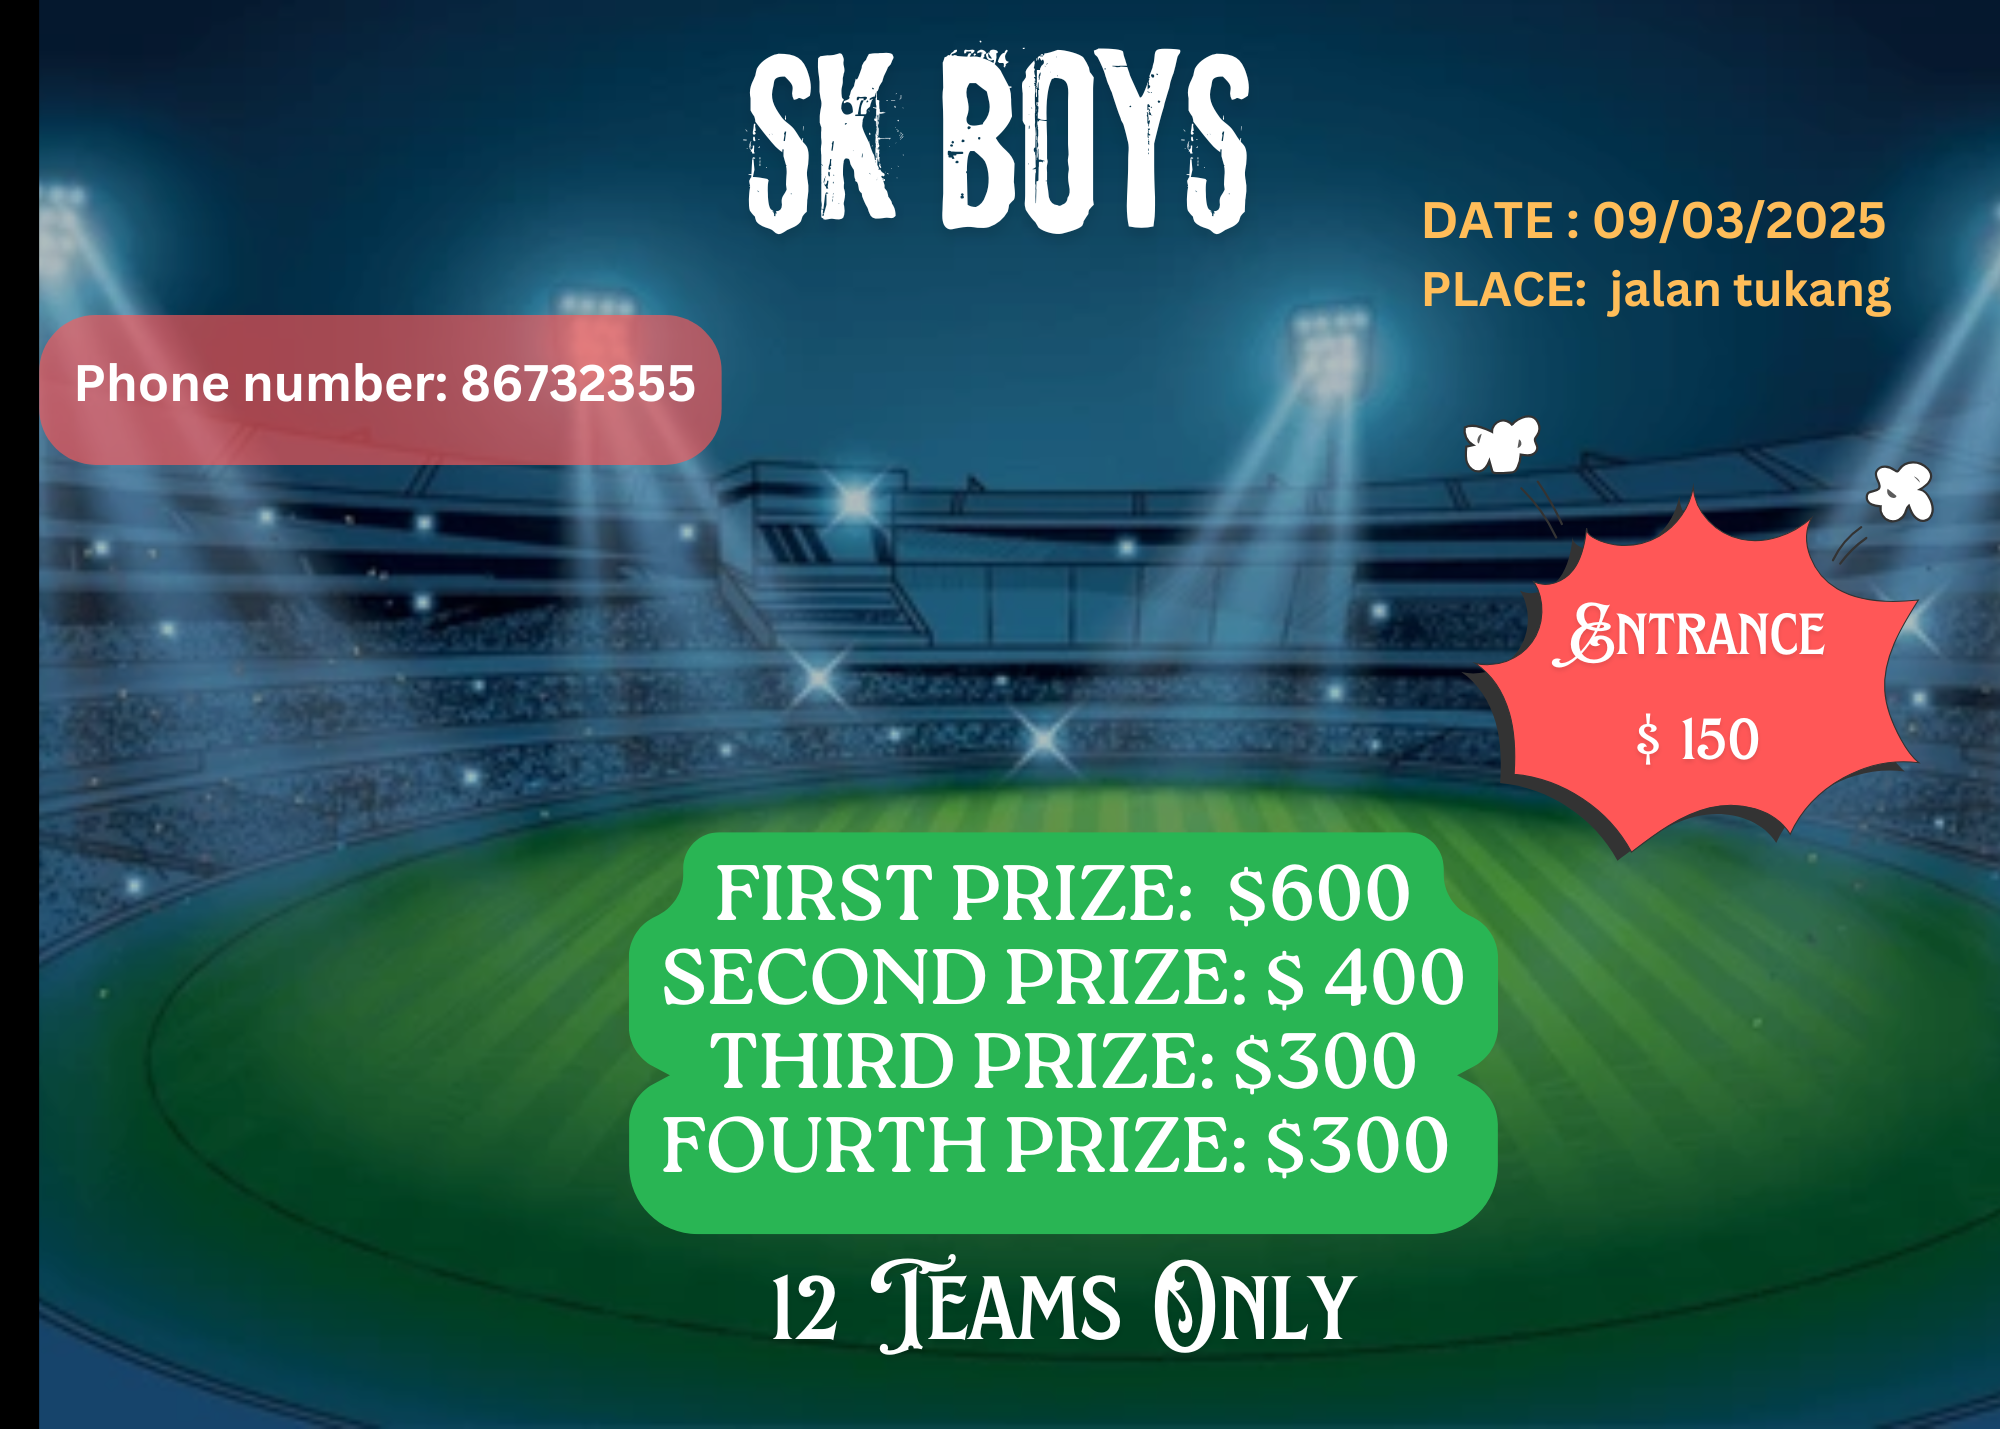 SK BOYS
DATE : 09/03/2025
PLACE: jalan tukang
Phone number: 86732355
Entrance
$ 150
FIRST PRIZE: $600
SECOND PRIZE: $ 400
THIRD PRIZE: $300
FOURTH PRIZE: $300
12 Teams Only